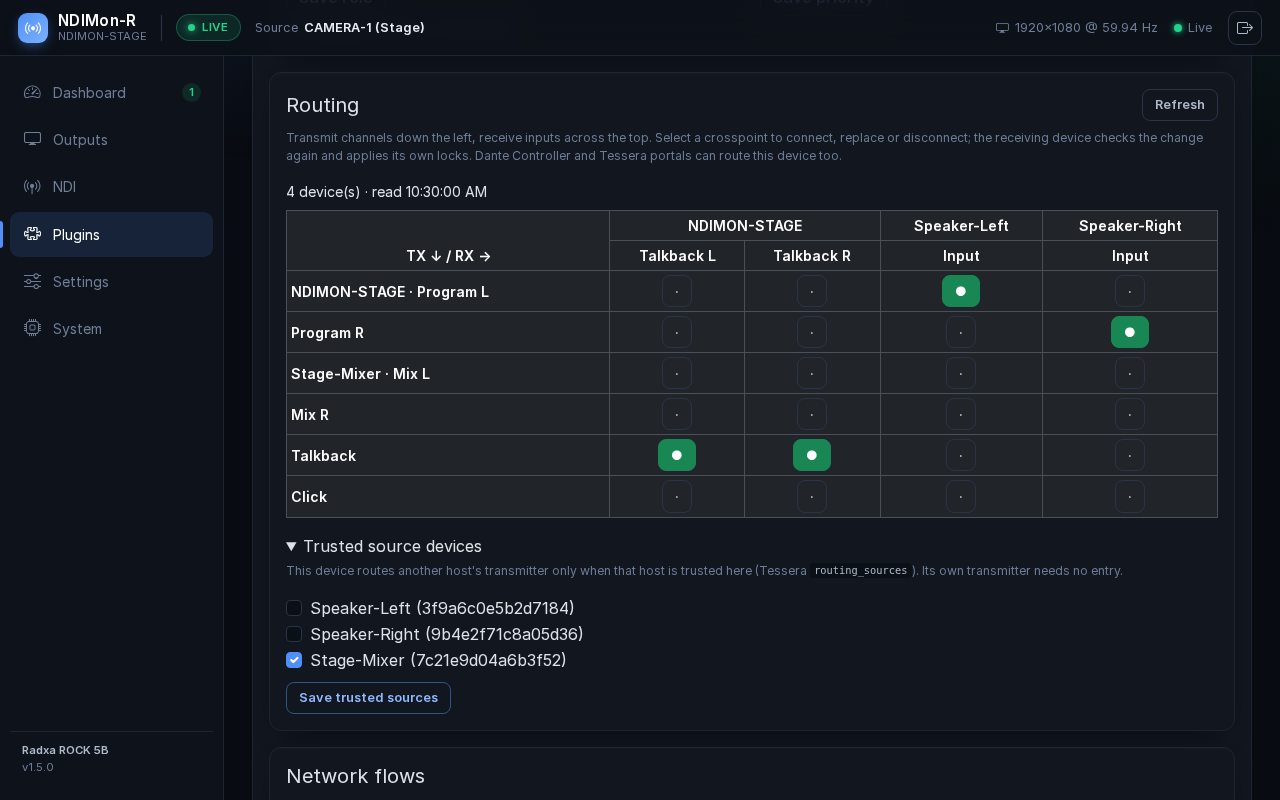 NDIMon-R
NDIMON-STAGE
LIVE
Source CAMERA-1 (Stage)
1920×1080 @ 59.94 Hz
Live
Dashboard
1
Outputs
NDI
Plugins
Settings
System
Radxa ROCK 5B
v1.5.0
Routing
Refresh
Transmit channels down the left, receive inputs across the top. Select a crosspoint to connect, replace or disconnect; the receiving device checks the change
again and applies its own locks. Dante Controller and Tessera portals can route this device too.
4 device(s) · read 10:30:00 AM
TX ↓ / RX → NDIMON-STAGE Speaker-Left Speaker-Right
Talkback L Talkback R Input Input
NDIMON-STAGE · Program L · · ● ·
Program R · · · ●
Stage-Mixer · Mix L · · · ·
Mix R · · · ·
Talkback ● ● · ·
Click · · · ·
▼ Trusted source devices
This device routes another host's transmitter only when that host is trusted here (Tessera routing_sources ). Its own transmitter needs no entry.
Speaker-Left (3f9a6c0e5b2d7184)
Speaker-Right (9b4e2f71c8a05d36)
Stage-Mixer (7c21e9d04a6b3f52)
Save trusted sources
Network flows